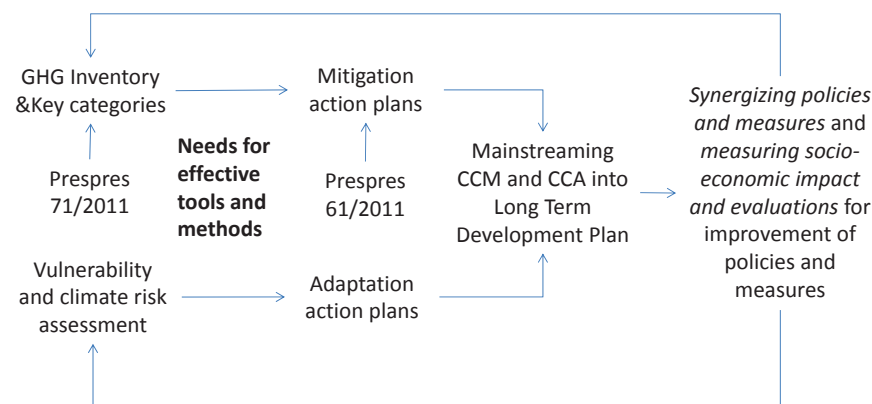 GHG Inventory
&Key categories
Mitigation
action plans
Prespres
71/2011
Needs for
effective
tools and
methods
Prespres
61/2011
Mainstreaming
CCM and CCA into
Long Term
Development Plan
Synergizing policies
and measures and
measuring socio-
economic impact
and evaluations for
improvement of
policies and
measures
Vulnerability
and climate risk
assessment
Adaptation
action plans